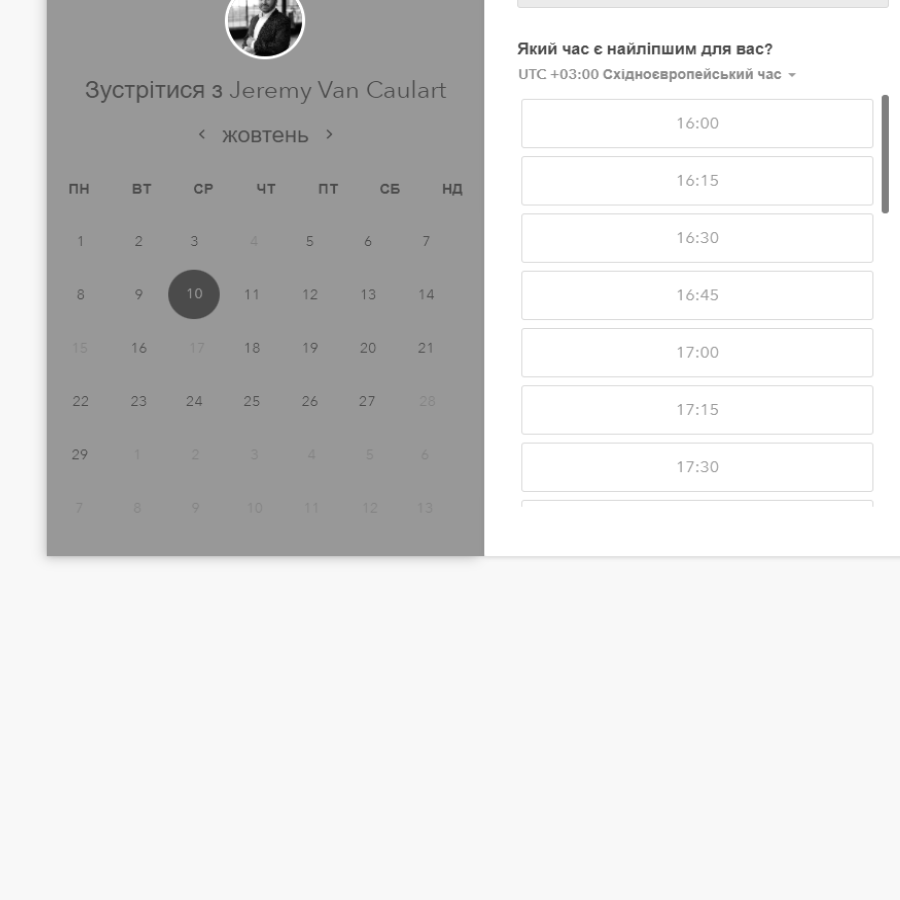 Зустрітися з Jeremy Van Caulart
жовтень
ПН ВТ СР ЧТ ПТ СБ НД
1 2 3 4 5 6 7
8 9 10 11 12 13 14
15 16 17 18 19 20 21
22 23 24 25 26 27 28
29 1 2 3 4 5 6
7 8 9 10 11 12 13
Який час є найліпшим для вас?
UTC +03:00 Східноєвропейський час
16:00
16:15
16:30
16:45
17:00
17:15
17:30